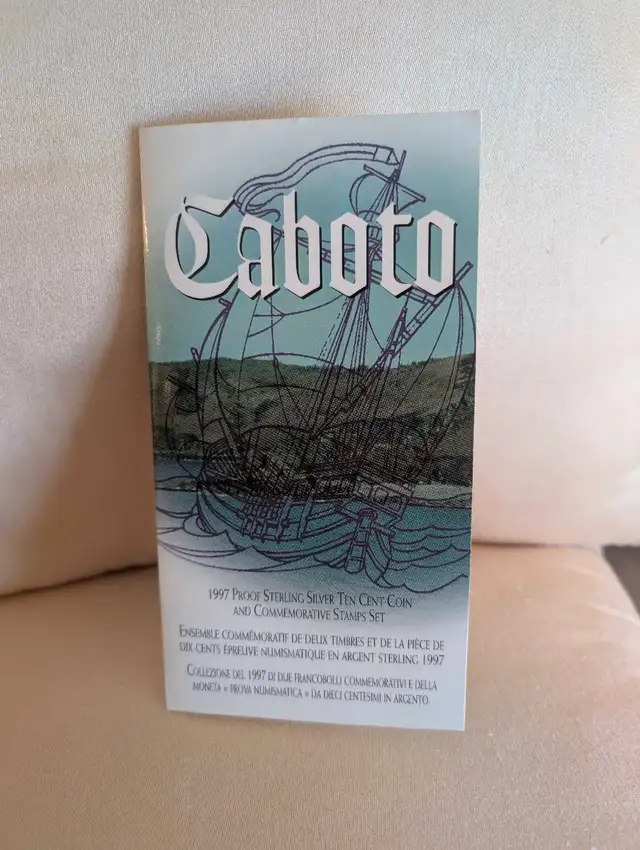 Caboto
1997 Proof Sterling Silver Ten Cent Coin
and Commemorative Stamps Set
Ensemble commémoratif de deux timbres et de la pièce de
dix cents épreuve numismatique en argent sterling 1997
Collezione del 1997 di due francobolli commemorativi e della
moneta « prova numismatica » da dieci centesimi in argento.